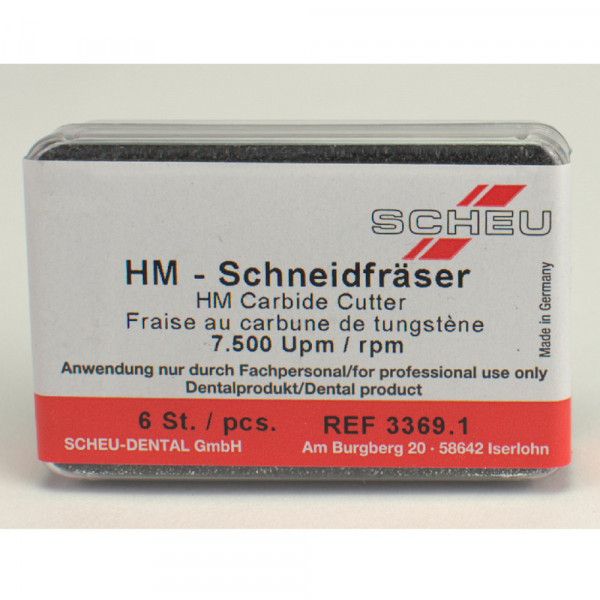 SCHEU
HM - Schneidfräser
HM Carbide Cutter
Fraise au carbune de tungstène
7.500 Upm / rpm
Anwendung nur durch Fachpersonal/for professional use only
Dentalprodukt/Dental product
Made in Germany
6 St. / pcs. REF 3369.1
SCHEU-DENTAL GmbH Am Burgberg 20 · 58642 Iserlohn